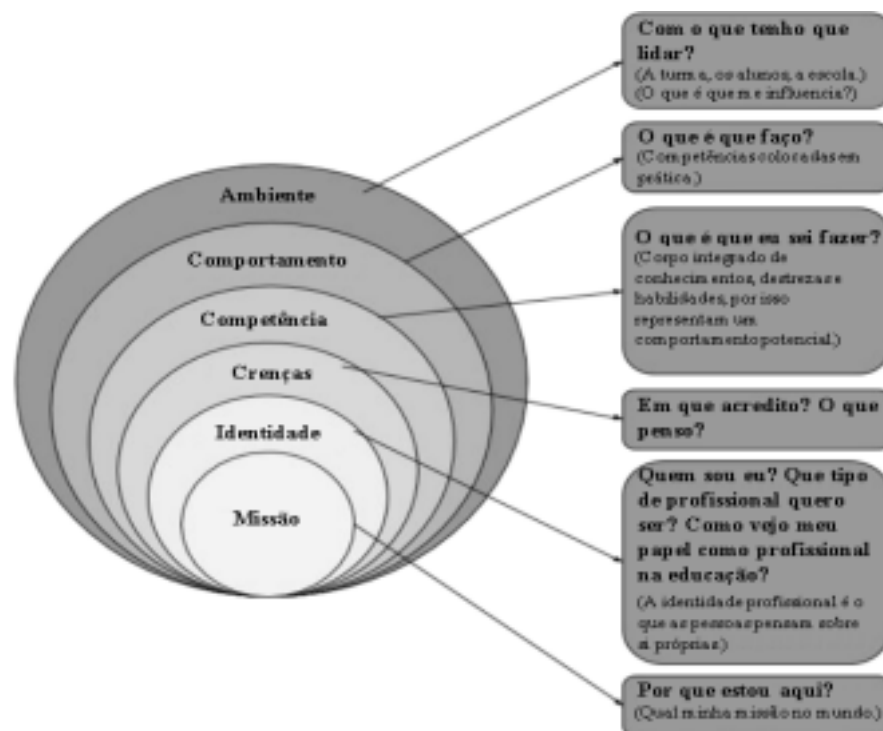 Ambiente
Comportamento
Competência
Crenças
Identidade
Missão
Com o que tenho que
lidar?
(A turma, os alunos, a escola.)
(O que é que me influencia?)
O que é que faço?
(Competências colocadas em
prática.)
O que é que eu sei fazer?
(Corpo integrado de
conhecimentos, destrezas e
habilidades, por isso
representam um
comportamento potencial.)
Em que acredito? O que
penso?
Quem sou eu? Que tipo
de profissional quero
ser? Como vejo meu
papel como profissional
na educação?
(A identidade profissional é o
que as pessoas pensam sobre
si próprias.)
Por que estou aqui?
(Qual minha missão no mundo.)